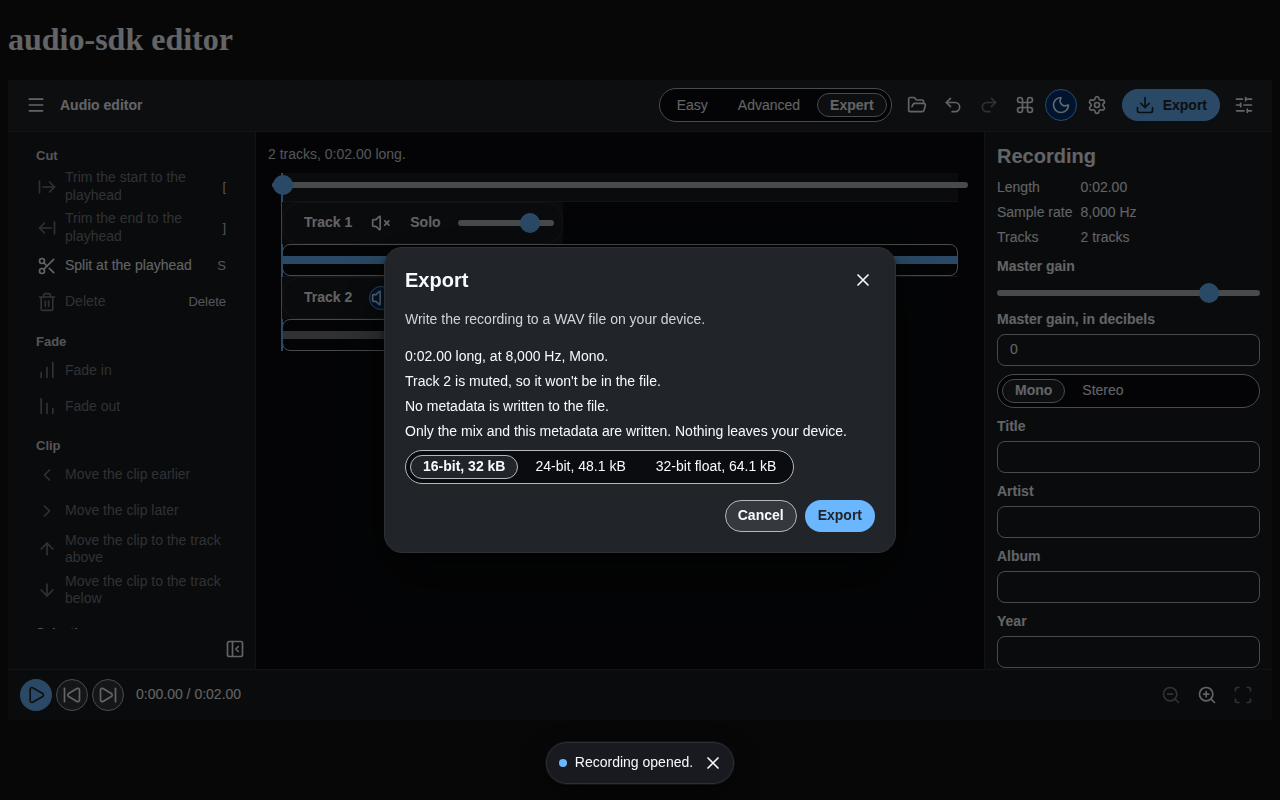 audio-sdk editor
Audio editor
Easy
Advanced
Expert
Export
Cut
Trim the start to the
playhead
[
Trim the end to the
playhead
]
Split at the playhead
S
Delete
Delete
Fade
Fade in
Fade out
Clip
Move the clip earlier
Move the clip later
Move the clip to the track
above
Move the clip to the track
below
2 tracks, 0:02.00 long.
Track 1
Solo
Track 2
Export
Write the recording to a WAV file on your device.
0:02.00 long, at 8,000 Hz, Mono.
Track 2 is muted, so it won't be in the file.
No metadata is written to the file.
Only the mix and this metadata are written. Nothing leaves your device.
16-bit, 32 kB
24-bit, 48.1 kB
32-bit float, 64.1 kB
Cancel
Export
Recording
Length 0:02.00
Sample rate 8,000 Hz
Tracks 2 tracks
Master gain
Master gain, in decibels
0
Mono
Stereo
Title
Artist
Album
Year
0:00.00 / 0:02.00
Recording opened.